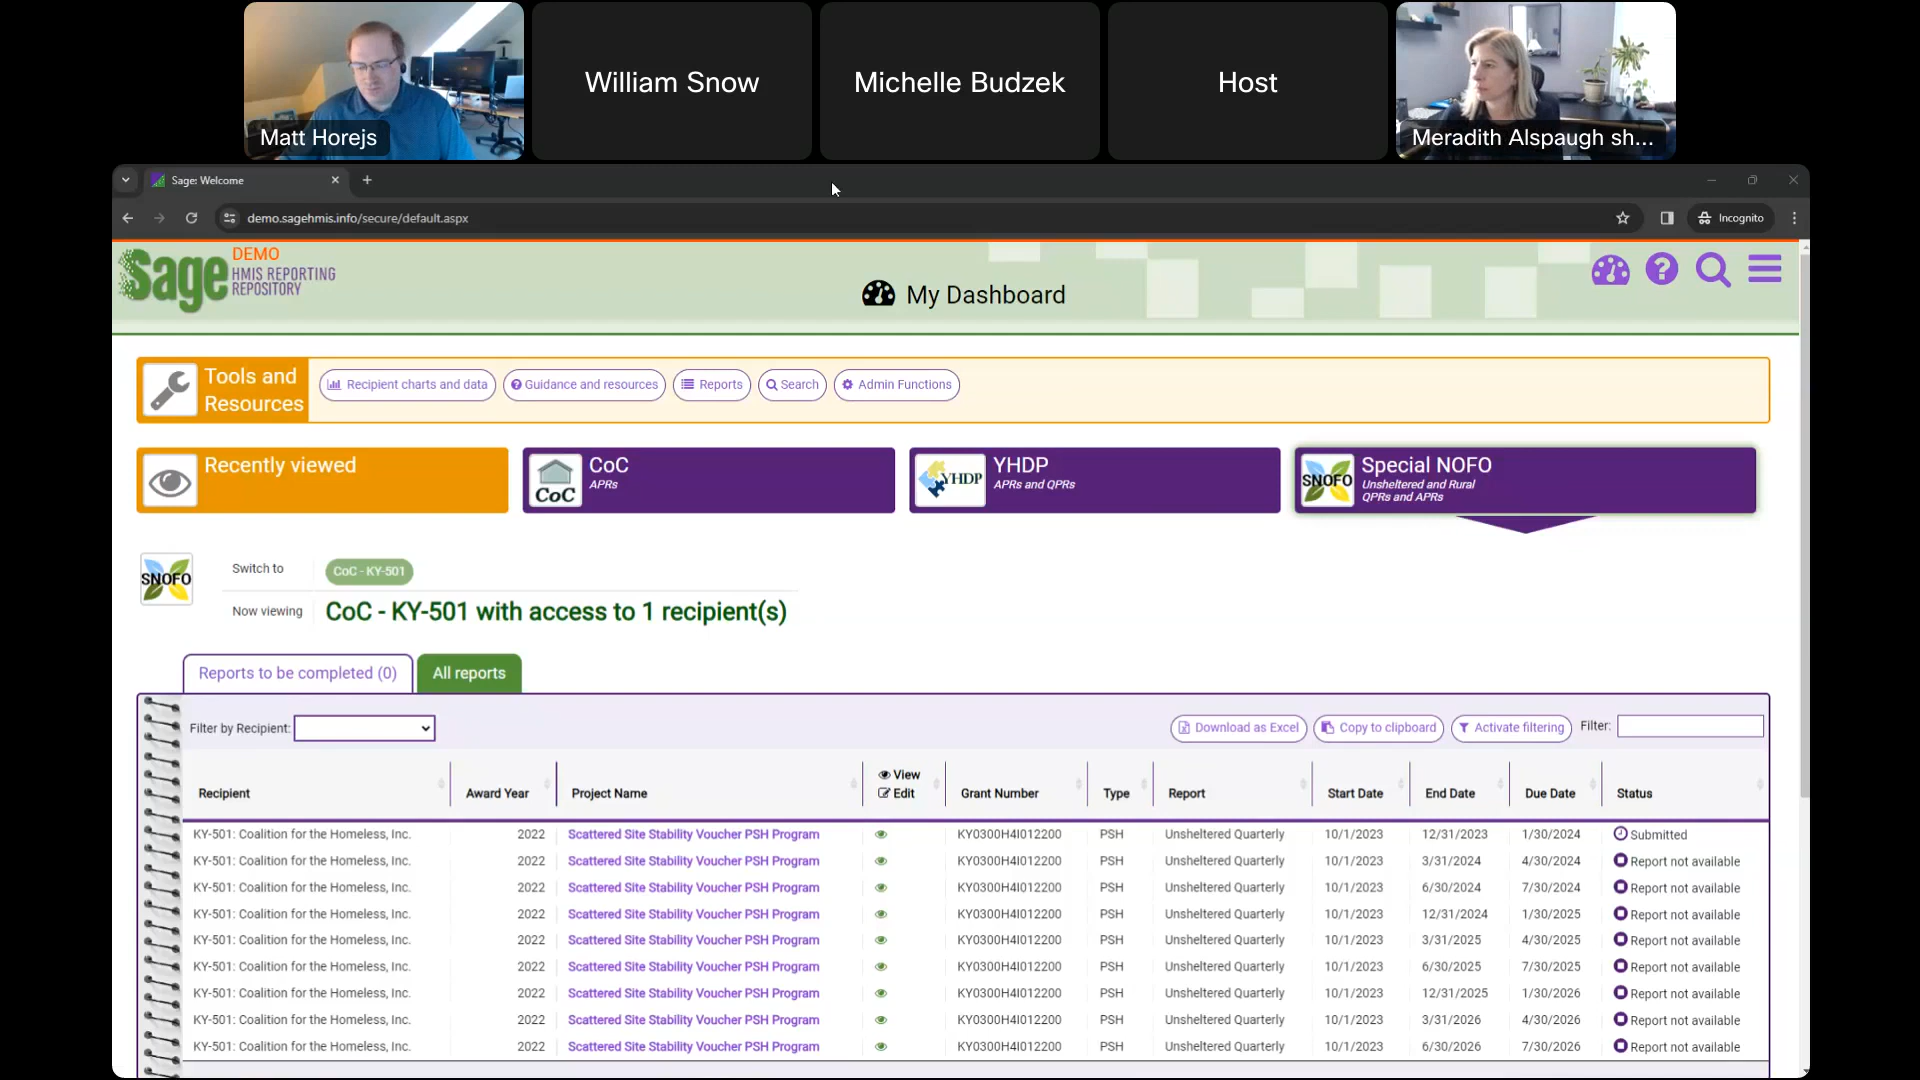 Matt Horejs
William Snow
Michelle Budzek
Host
Meradith Alspaugh sh...
Sage: Welcome
demo.sagehmis.info/secure/default.aspx
Incognito
Sage
DEMO
HMIS REPORTING
REPOSITORY
My Dashboard
Tools and
Resources
Recipient charts and data
Guidance and resources
Reports
Search
Admin Functions
Recently viewed
CoC
CoC
APRs
YHDP
YHDP
APRs and QPRs
SNOFO
Special NOFO
Unsheltered and Rural
QPRs and APRs
SNOFO
Switch to
CoC - KY-501
Now viewing
CoC - KY-501 with access to 1 recipient(s)
Reports to be completed (0)
All reports
Filter by Recipient:
Download as Excel
Copy to clipboard
Activate filtering
Filter:
Recipient Award Year Project Name View Edit Grant Number Type Report Start Date End Date Due Date Status
KY-501: Coalition for the Homeless, Inc. 2022 Scattered Site Stability Voucher PSH Program KY0300H4I012200 PSH Unsheltered Quarterly 10/1/2023 12/31/2023 1/30/2024 Submitted
KY-501: Coalition for the Homeless, Inc. 2022 Scattered Site Stability Voucher PSH Program KY0300H4I012200 PSH Unsheltered Quarterly 10/1/2023 3/31/2024 4/30/2024 Report not available
KY-501: Coalition for the Homeless, Inc. 2022 Scattered Site Stability Voucher PSH Program KY0300H4I012200 PSH Unsheltered Quarterly 10/1/2023 6/30/2024 7/30/2024 Report not available
KY-501: Coalition for the Homeless, Inc. 2022 Scattered Site Stability Voucher PSH Program KY0300H4I012200 PSH Unsheltered Quarterly 10/1/2023 12/31/2024 1/30/2025 Report not available
KY-501: Coalition for the Homeless, Inc. 2022 Scattered Site Stability Voucher PSH Program KY0300H4I012200 PSH Unsheltered Quarterly 10/1/2023 3/31/2025 4/30/2025 Report not available
KY-501: Coalition for the Homeless, Inc. 2022 Scattered Site Stability Voucher PSH Program KY0300H4I012200 PSH Unsheltered Quarterly 10/1/2023 6/30/2025 7/30/2025 Report not available
KY-501: Coalition for the Homeless, Inc. 2022 Scattered Site Stability Voucher PSH Program KY0300H4I012200 PSH Unsheltered Quarterly 10/1/2023 12/31/2025 1/30/2026 Report not available
KY-501: Coalition for the Homeless, Inc. 2022 Scattered Site Stability Voucher PSH Program KY0300H4I012200 PSH Unsheltered Quarterly 10/1/2023 3/31/2026 4/30/2026 Report not available
KY-501: Coalition for the Homeless, Inc. 2022 Scattered Site Stability Voucher PSH Program KY0300H4I012200 PSH Unsheltered Quarterly 10/1/2023 6/30/2026 7/30/2026 Report not available